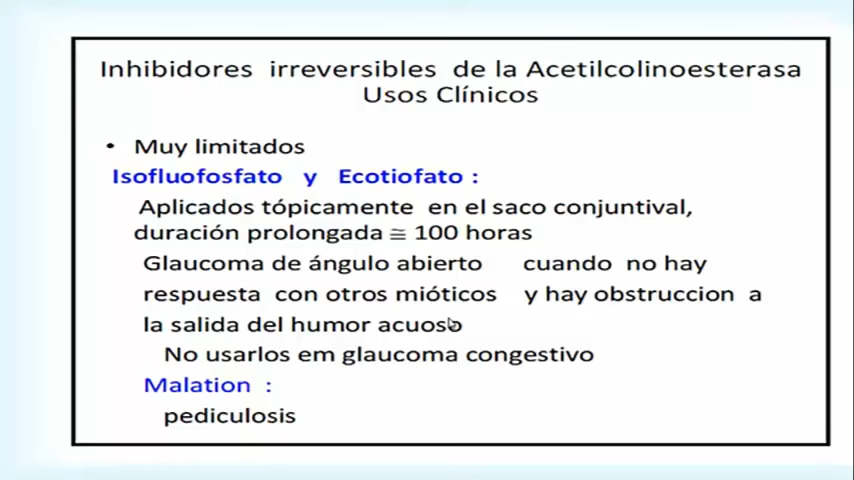 Inhibidores irreversibles de la Acetilcolinoesterasa
Usos Clínicos
• Muy limitados
Isofluofosfato y Ecotiofato :
Aplicados tópicamente en el saco conjuntival,
duración prolongada ≅ 100 horas
Glaucoma de ángulo abierto cuando no hay
respuesta con otros mióticos y hay obstruccion a
la salida del humor acuoso
No usarlos em glaucoma congestivo
Malation :
pediculosis